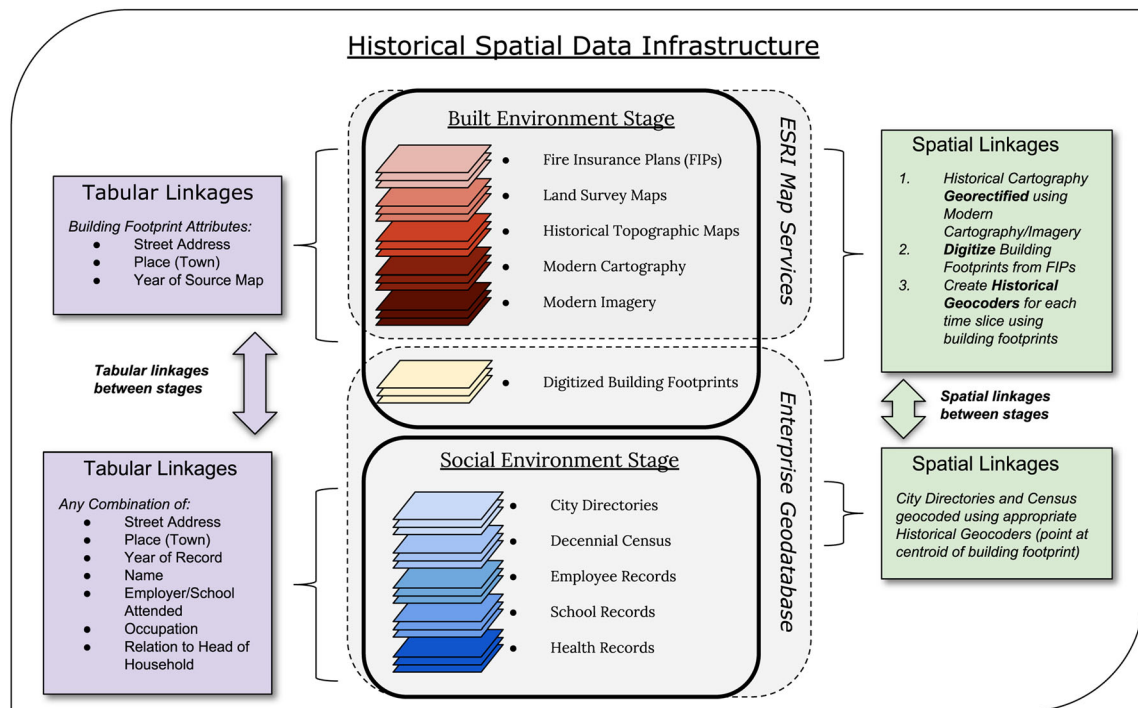 Historical Spatial Data Infrastructure
Tabular Linkages
Building Footprint Attributes:
● Street Address
● Place (Town)
● Year of Source Map
Tabular linkages
between stages
Tabular Linkages
Any Combination of:
● Street Address
● Place (Town)
● Year of Record
● Name
● Employer/School
Attended
● Occupation
● Relation to Head of
Household
Built Environment Stage
● Fire Insurance Plans (FIPs)
● Land Survey Maps
● Historical Topographic Maps
● Modern Cartography
● Modern Imagery
● Digitized Building Footprints
ESRI Map Services
Social Environment Stage
● City Directories
● Decennial Census
● Employee Records
● School Records
● Health Records
Enterprise Geodatabase
Spatial Linkages
1. Historical Cartography
Georectified using
Modern
Cartography/Imagery
2. Digitize Building
Footprints from FIPs
3. Create Historical
Geocoders for each
time slice using
building footprints
Spatial linkages
between stages
Spatial Linkages
City Directories and Census
geocoded using appropriate
Historical Geocoders (point at
centroid of building footprint)